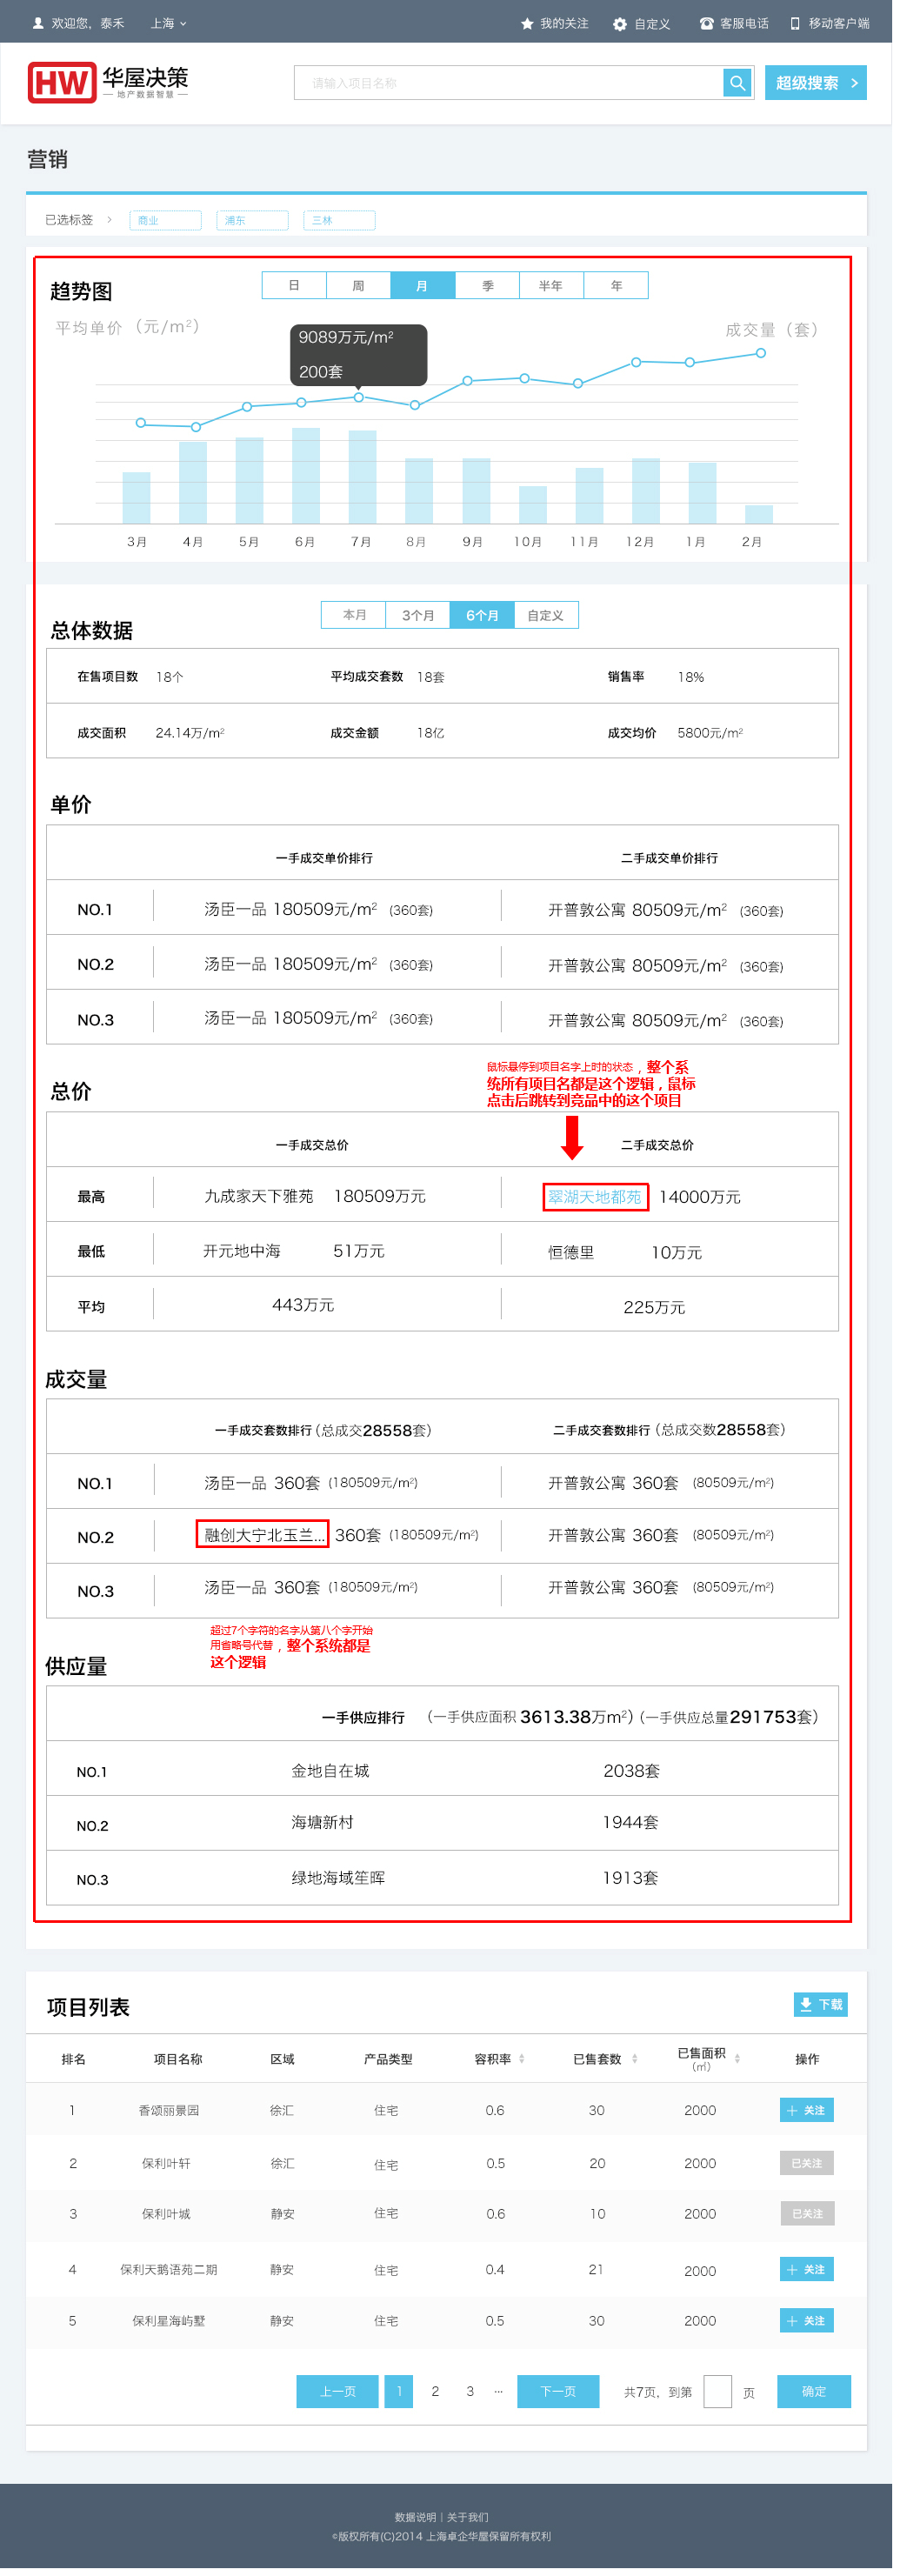 欢迎您，泰禾 上海 我的关注 自定义 客服电话 移动客户端
HW 华屋决策
地产数据智慧
请输入项目名称 超级搜索
营销
已选标签 商业 浦东 三林
趋势图 日 周 月 季 半年 年
平均单价（元/m²） 成交量（套）
9089万元/m²
200套
3月 4月 5月 6月 7月 8月 9月 10月 11月 12月 1月 2月
总体数据 本月 3个月 6个月 自定义
在售项目数 18个 平均成交套数 18套 销售率 18%
成交面积 24.14万/m² 成交金额 18亿 成交均价 5800元/m²
单价
一手成交单价排行 二手成交单价排行
NO.1 汤臣一品 180509元/m² (360套) 开普敦公寓 80509元/m² (360套)
NO.2 汤臣一品 180509元/m² (360套) 开普敦公寓 80509元/m² (360套)
NO.3 汤臣一品 180509元/m² (360套) 开普敦公寓 80509元/m² (360套)
鼠标悬停到项目名字上时的状态，整个系
统所有项目名都是这个逻辑，鼠标
点击后跳转到竞品中的这个项目
总价
一手成交总价 二手成交总价
最高 九成家天下雅苑 180509万元 翠湖天地都苑 14000万元
最低 开元地中海 51万元 恒德里 10万元
平均 443万元 225万元
成交量
一手成交套数排行（总成交28558套） 二手成交套数排行（总成交数28558套）
NO.1 汤臣一品 360套 (180509元/m²) 开普敦公寓 360套 (80509元/m²)
NO.2 融创大宁北玉兰... 360套 (180509元/m²) 开普敦公寓 360套 (80509元/m²)
NO.3 汤臣一品 360套 (180509元/m²) 开普敦公寓 360套 (80509元/m²)
超过7个字符的名字从第八个字开始
用省略号代替，整个系统都是
这个逻辑
供应量
一手供应排行 （一手供应面积 3613.38万m²）（一手供应总量291753套）
NO.1 金地自在城 2038套
NO.2 海塘新村 1944套
NO.3 绿地海域笙晖 1913套
项目列表 下载
排名 项目名称 区域 产品类型 容积率 已售套数 已售面积 操作
（㎡）
1 香颂丽景园 徐汇 住宅 0.6 30 2000 ＋ 关注
2 保利叶轩 徐汇 住宅 0.5 20 2000 已关注
3 保利叶城 静安 住宅 0.6 10 2000 已关注
4 保利天鹅语苑二期 静安 住宅 0.4 21 2000 ＋ 关注
5 保利星海屿墅 静安 住宅 0.5 30 2000 ＋ 关注
上一页 1 2 3 ··· 下一页 共7页，到第 页 确定
数据说明 | 关于我们
©版权所有(C)2014 上海卓企华屋保留所有权利